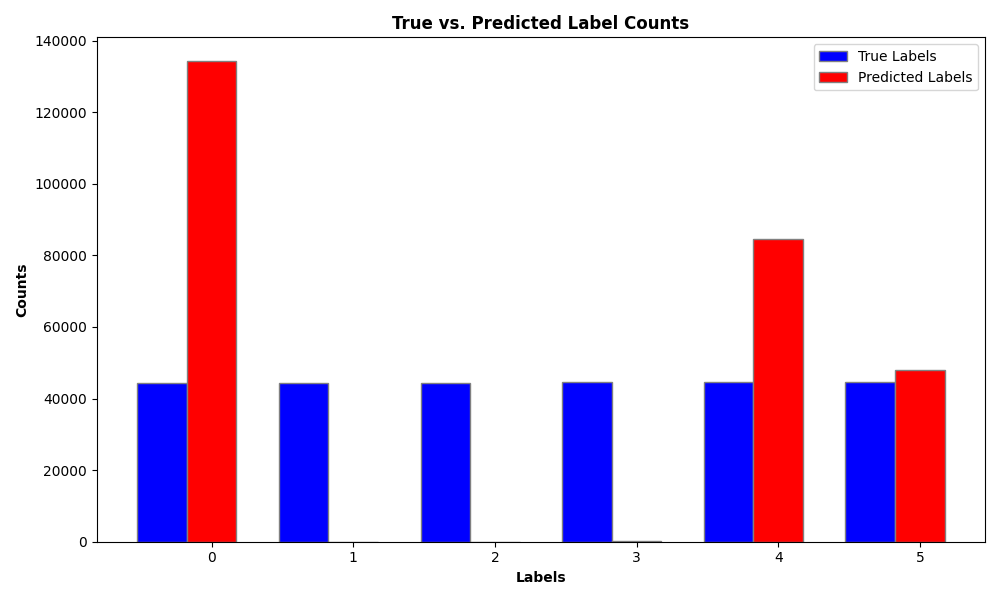 True vs. Predicted Label Counts
True Labels
Predicted Labels
140000
120000
100000
80000
60000
40000
20000
0
Counts
0 1 2 3 4 5
Labels